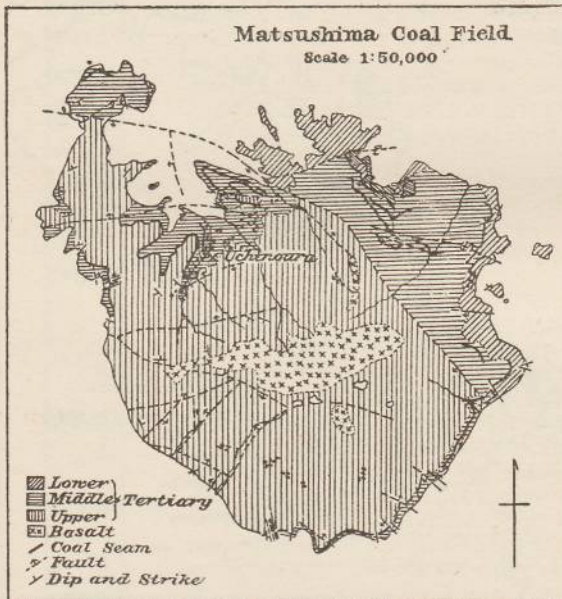 Matsushima Coal Field
Scale 1:50,000
Uchinoura
Lower
Middle Tertiary
Upper
Basalt
Coal Seam
Fault
Dip and Strike